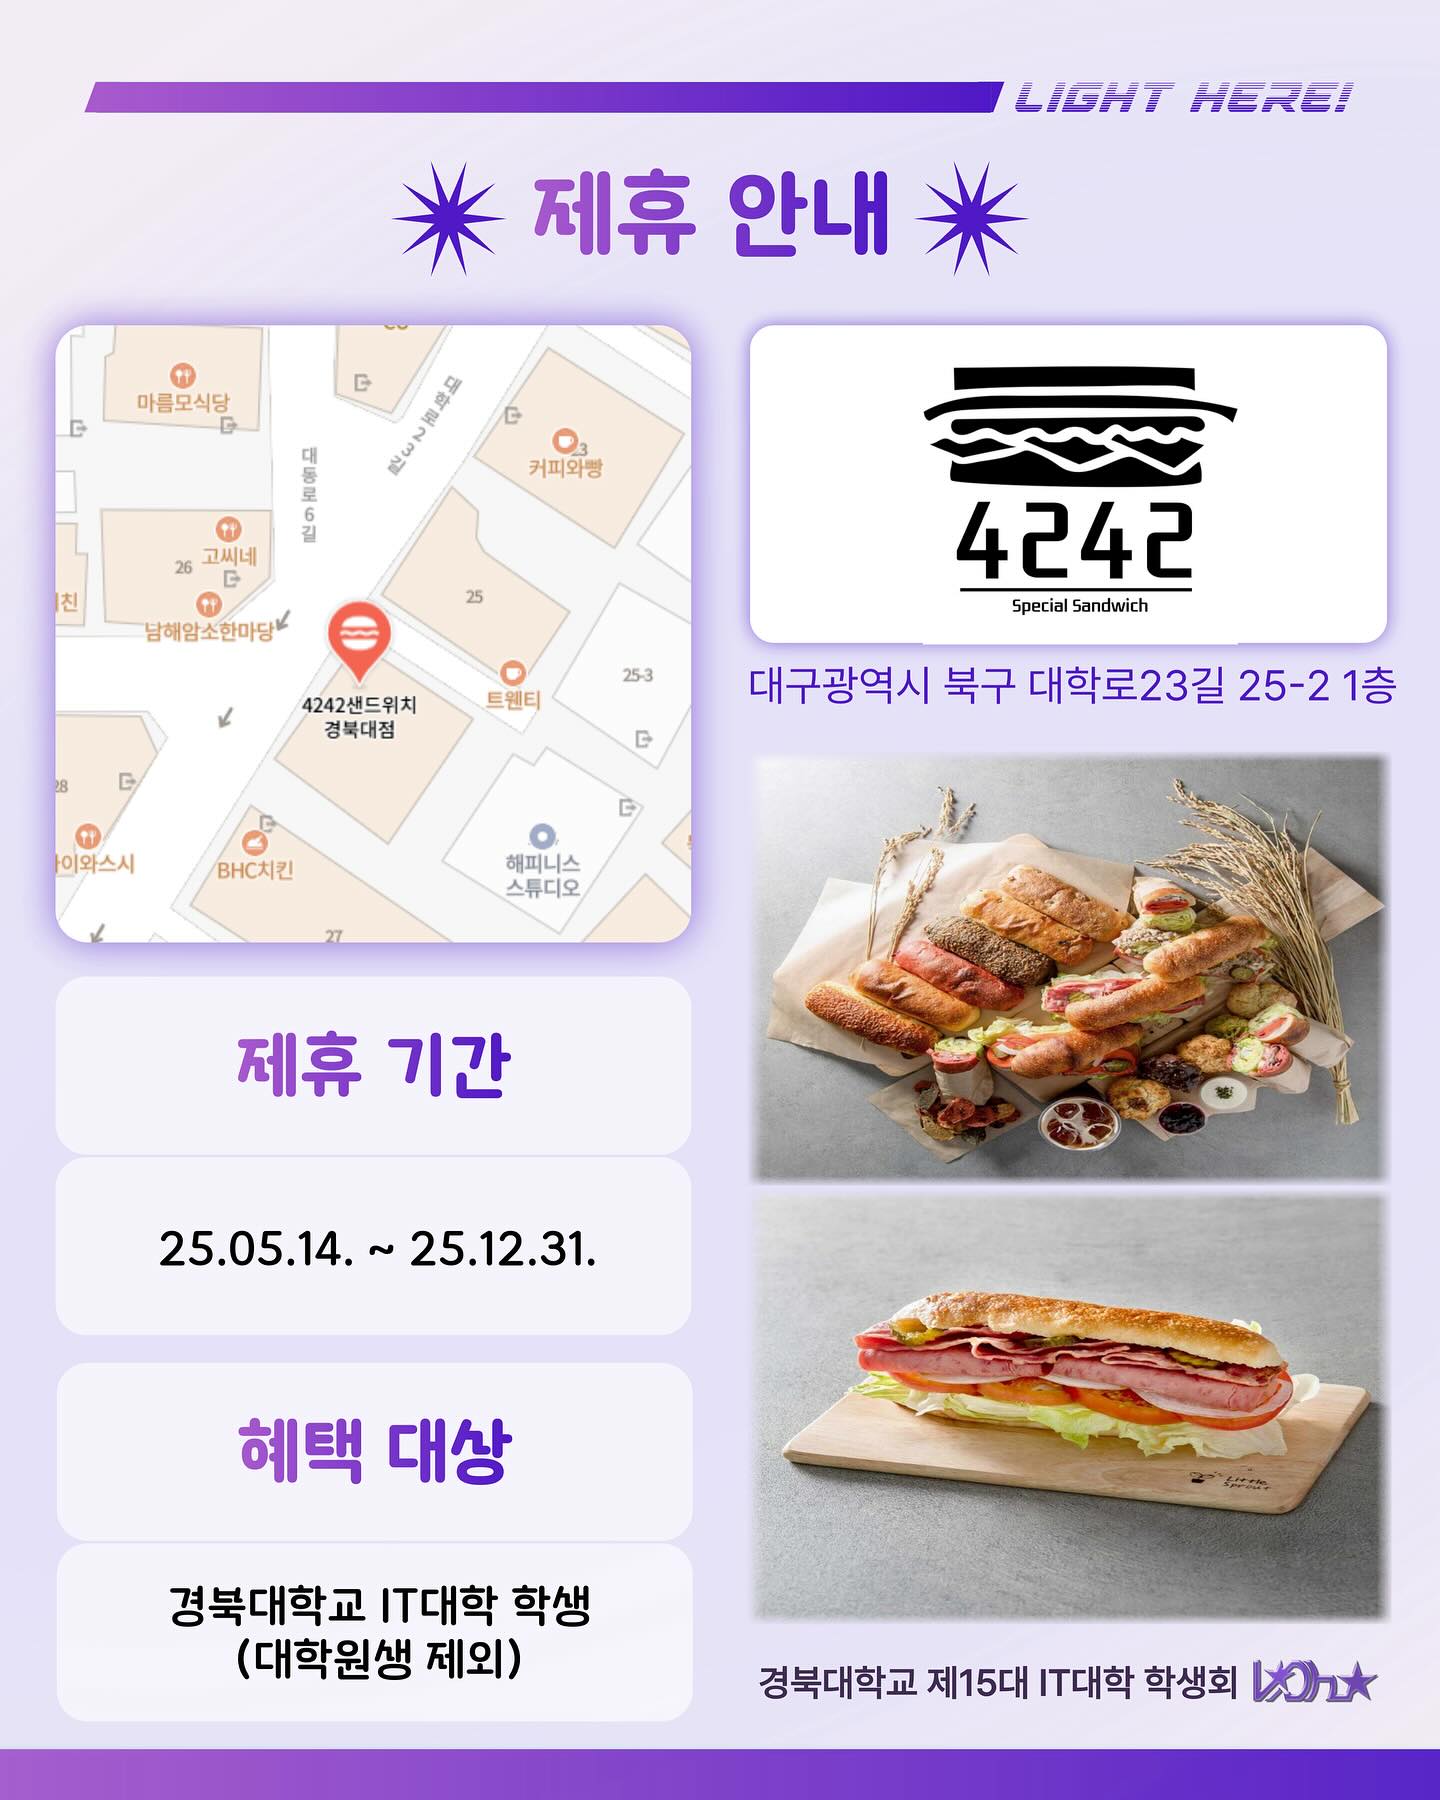 LIGHT HERE!
제휴 안내
마름모식당
대동로6길
대학로23길
23
커피와빵
26
고씨네
남해암소한마당
25
25-3
트웬티
4242샌드위치
경북대점
28
BHC치킨
해피니스
스튜디오
27
4242
Special Sandwich
대구광역시 북구 대학로23길 25-2 1층
제휴 기간
25.05.14. ~ 25.12.31.
혜택 대상
경북대학교 IT대학 학생
(대학원생 제외)
Little
Sprout
경북대학교 제15대 IT대학 학생회